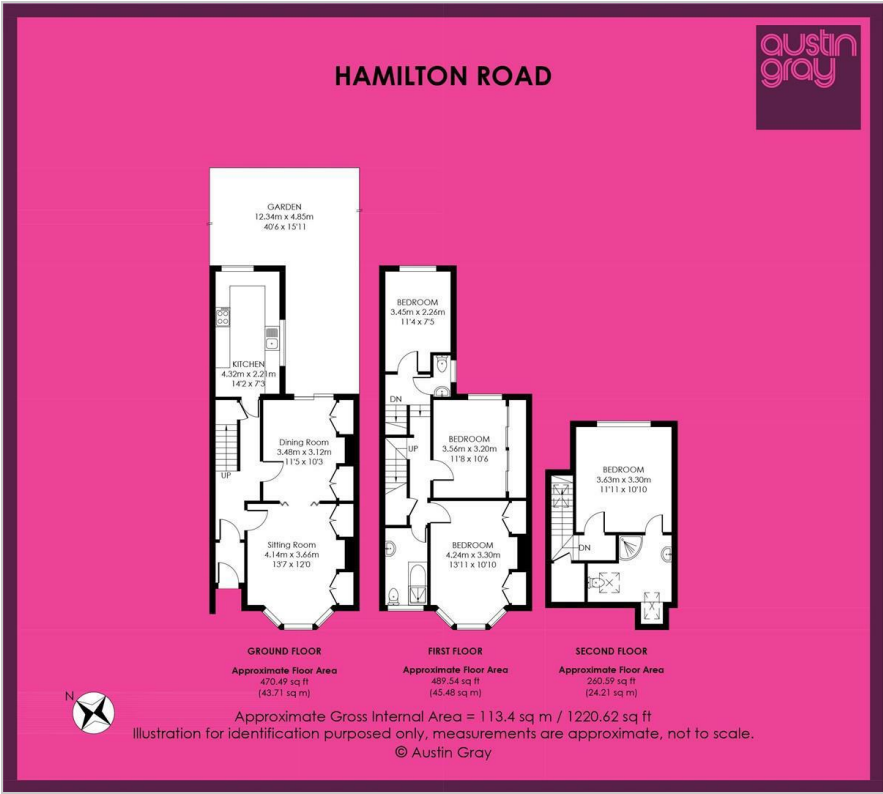 austin
gray
HAMILTON ROAD
GARDEN
12.34m x 4.85m
40'6 x 15'11
KITCHEN
4.32m x 2.21m
14'2 x 7'3
Dining Room
3.48m x 3.12m
11'5 x 10'3
UP
Sitting Room
4.14m x 3.66m
13'7 x 12'0
BEDROOM
3.45m x 2.26m
11'4 x 7'5
DN
UP
BEDROOM
3.56m x 3.20m
11'8 x 10'6
BEDROOM
4.24m x 3.30m
13'11 x 10'10
BEDROOM
3.63m x 3.30m
11'11 x 10'10
DN
GROUND FLOOR
Approximate Floor Area
470.49 sq ft
(43.71 sq m)
FIRST FLOOR
Approximate Floor Area
489.54 sq ft
(45.48 sq m)
SECOND FLOOR
Approximate Floor Area
260.59 sq ft
(24.21 sq m)
N
Approximate Gross Internal Area = 113.4 sq m / 1220.62 sq ft
Illustration for identification purposed only, measurements are approximate, not to scale.
© Austin Gray